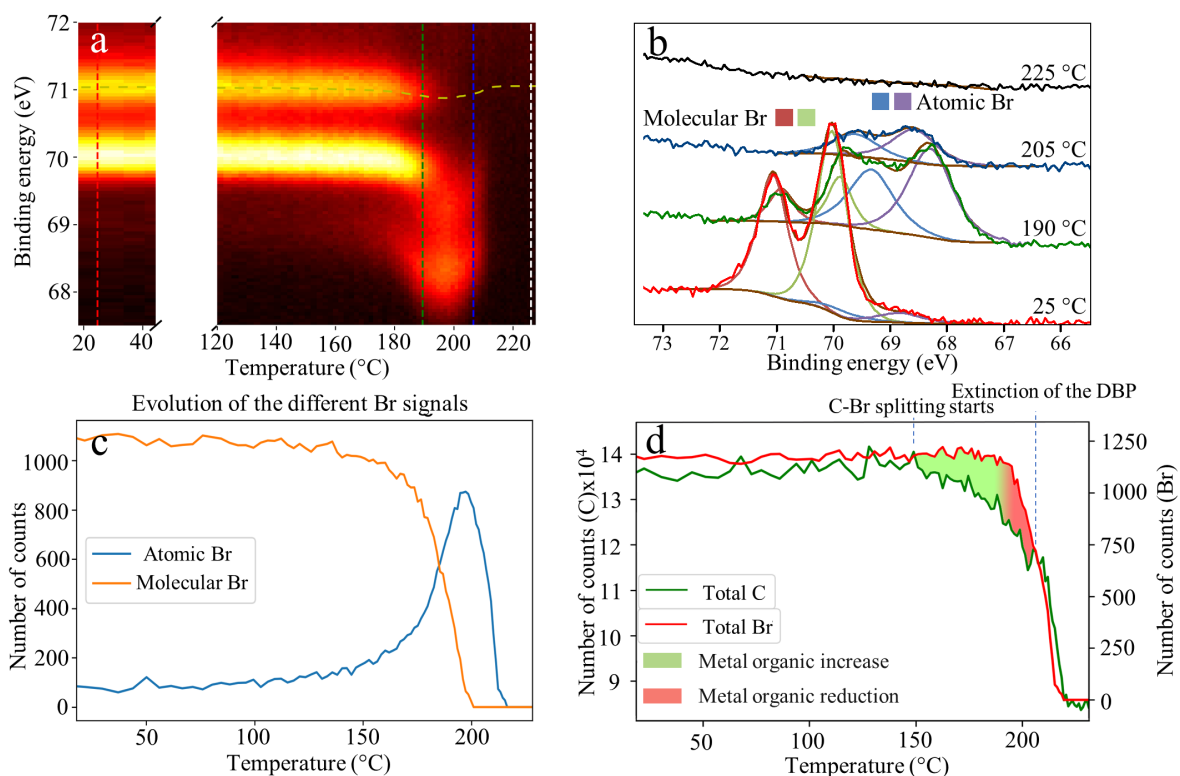 a
72
71
70
69
68
Binding energy (eV)
20
40
120
140
160
180
200
220
Temperature (°C)
b
225 °C
Molecular Br
Atomic Br
205 °C
190 °C
25 °C
73
72
71
70
69
68
67
66
Binding energy (eV)
Evolution of the different Br signals
c
1000
800
600
400
200
0
Number of counts
Atomic Br
Molecular Br
50
100
150
200
Temperature (°C)
Extinction of the DBP
C-Br splitting starts
d
14
13
12
11
10
9
Number of counts (C)x10⁴
1250
1000
750
500
250
0
Number of counts (Br)
Total C
Total Br
Metal organic increase
Metal organic reduction
50
100
150
200
Temperature (°C)